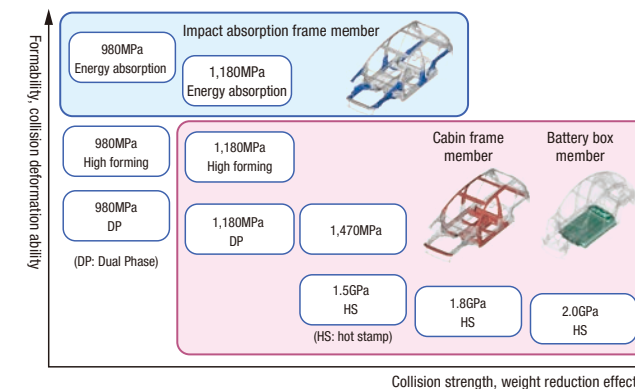 Formability, collision deformation ability
Impact absorption frame member
980MPa
Energy absorption
1,180MPa
Energy absorption
980MPa
High forming
1,180MPa
High forming
Cabin frame
member
Battery box
member
980MPa
DP
1,180MPa
DP
1,470MPa
(DP: Dual Phase)
1.5GPa
HS
1.8GPa
HS
2.0GPa
HS
(HS: hot stamp)
Collision strength, weight reduction effect